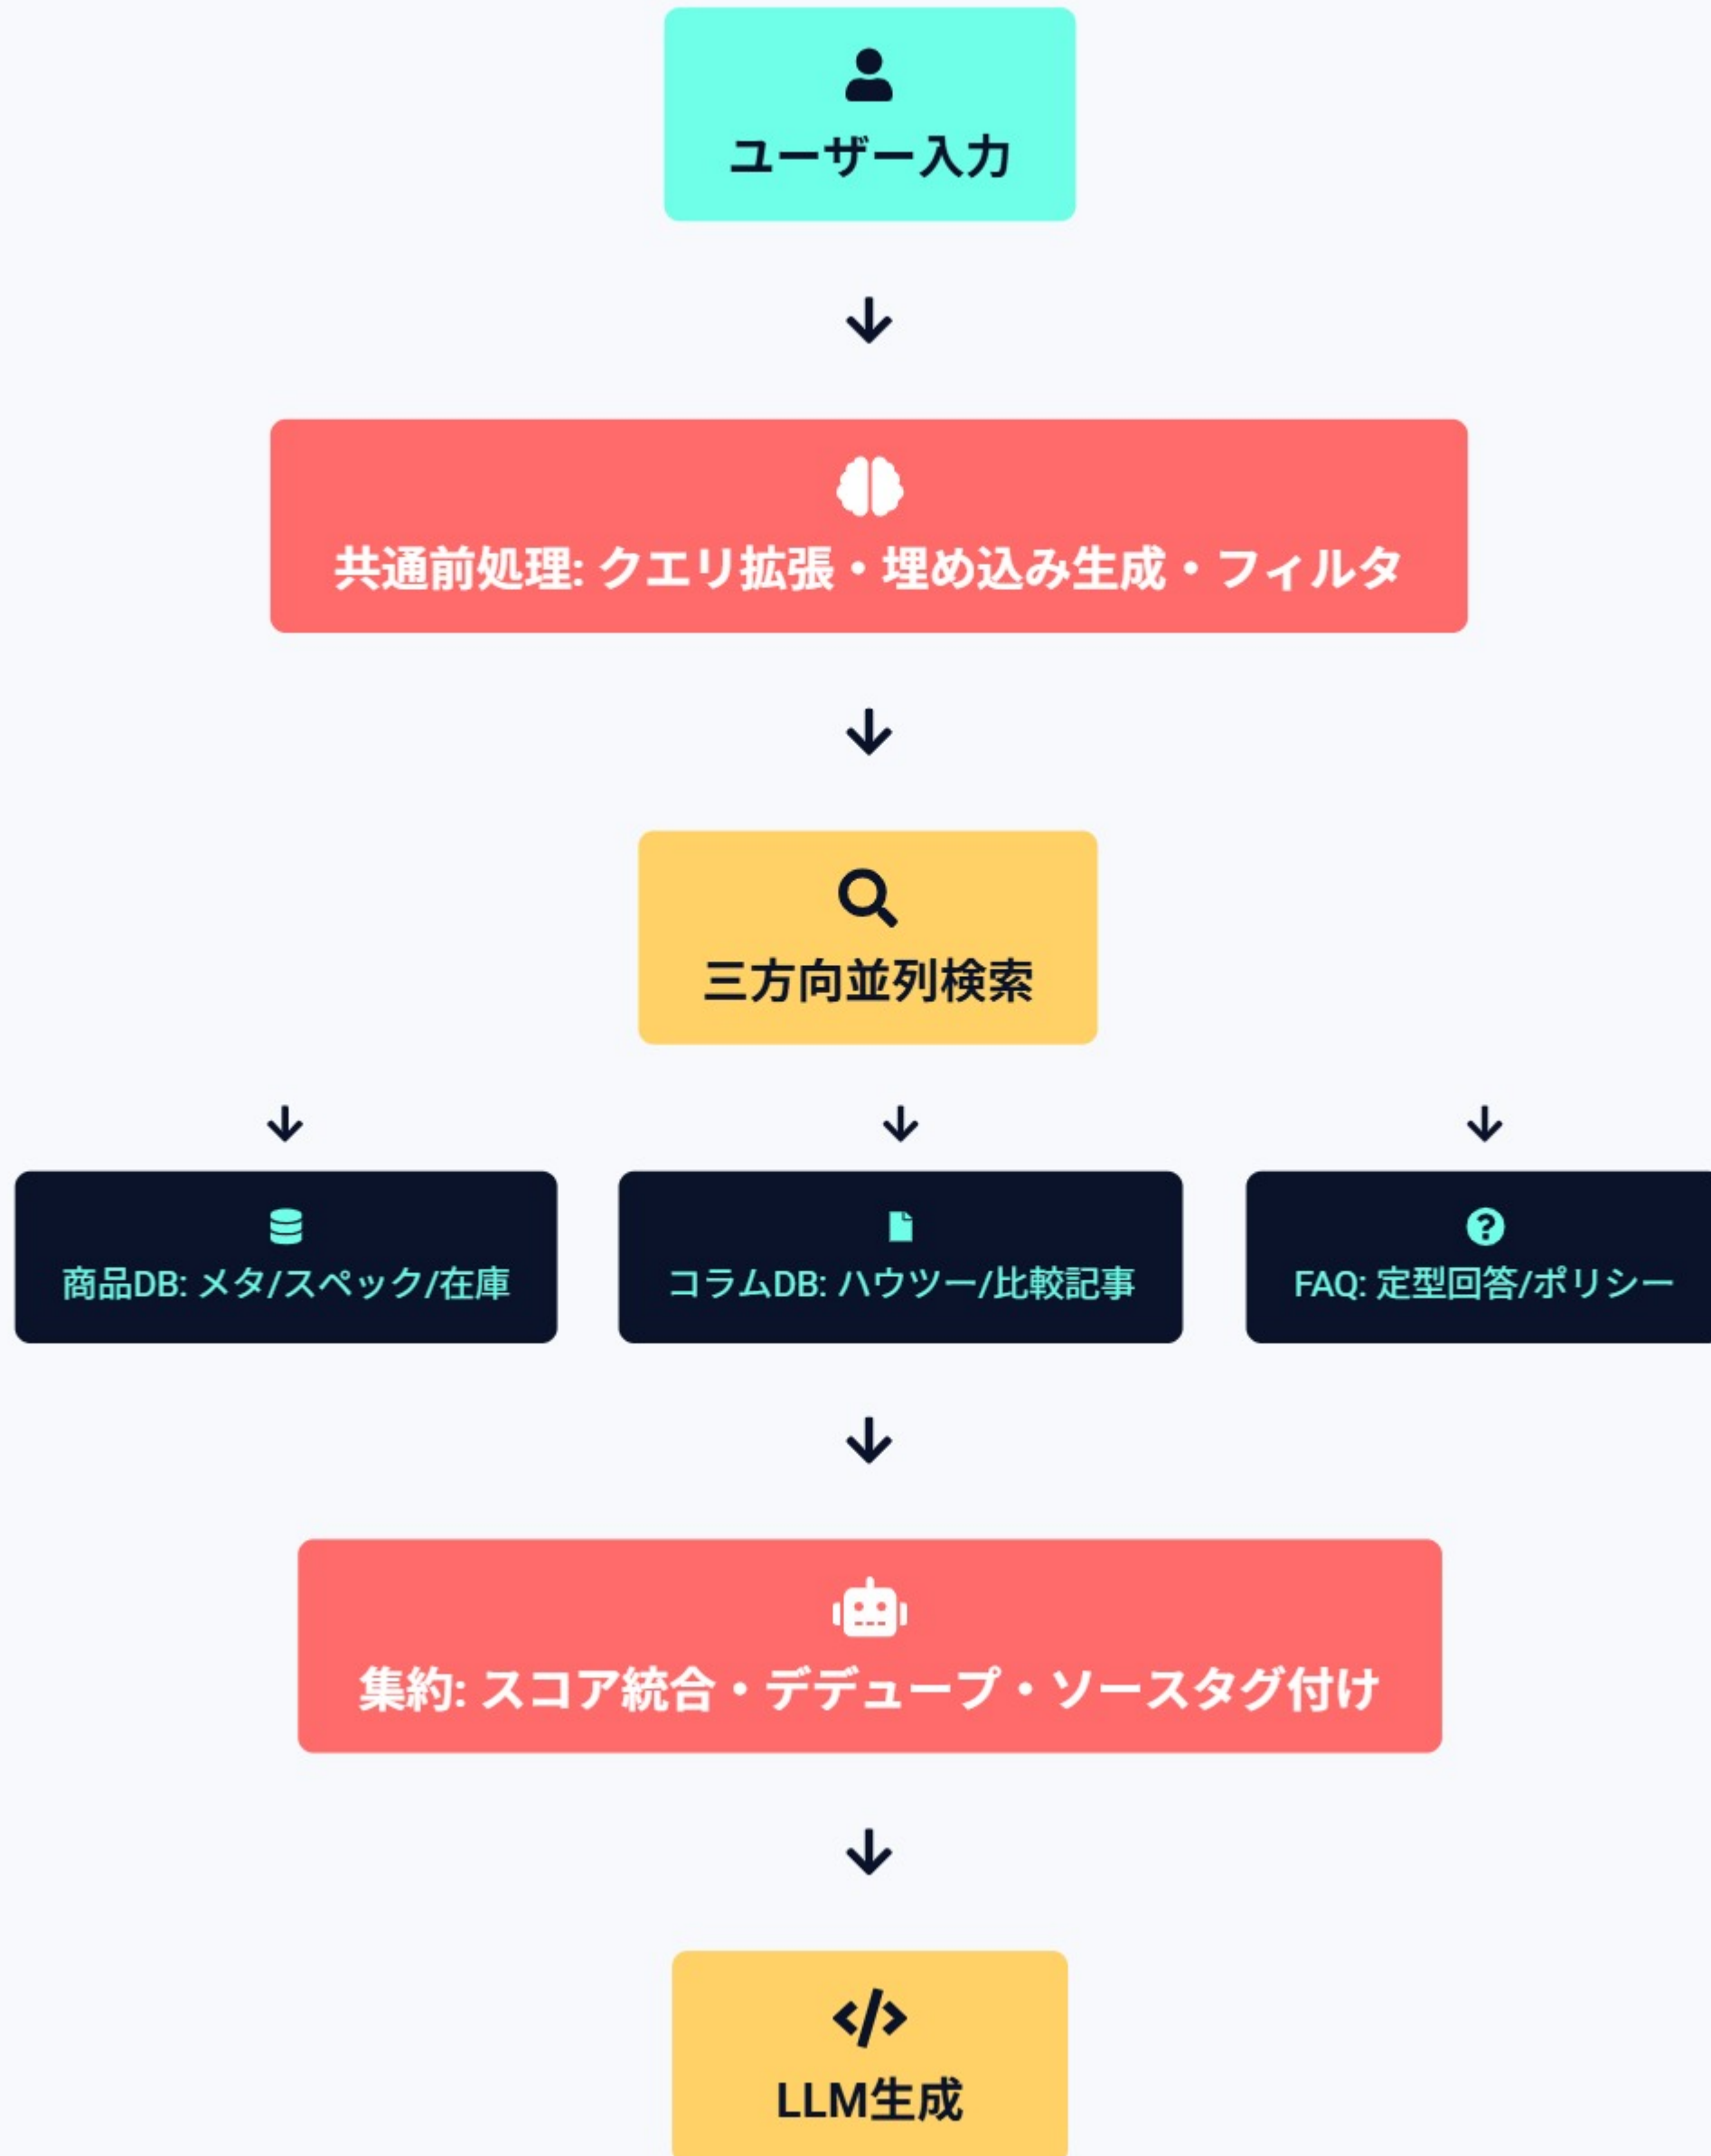 ユーザー入力
共通前処理: クエリ拡張・埋め込み生成・フィルタ
三方向並列検索
商品DB: メタ/スペック/在庫
コラムDB: ハウツー/比較記事
FAQ: 定型回答/ポリシー
集約: スコア統合・デデュープ・ソースタグ付け
LLM生成